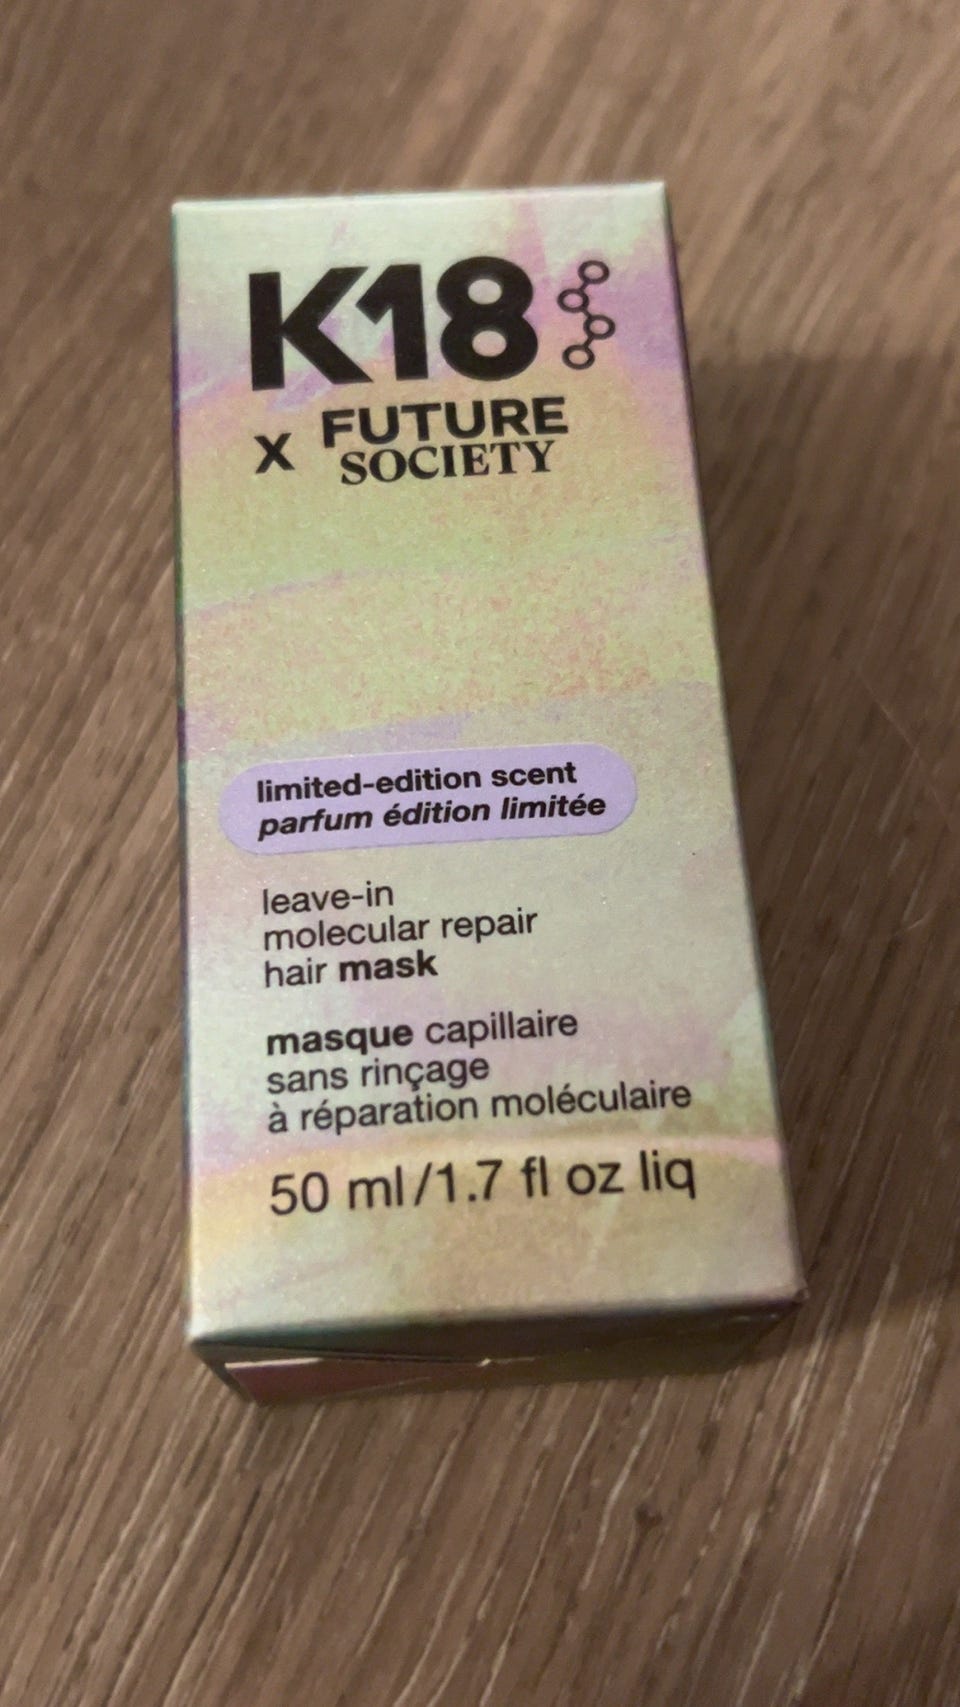 K18
x FUTURE
SOCIETY
limited-edition scent
parfum édition limitée
leave-in
molecular repair
hair mask
masque capillaire
sans rinçage
à réparation moléculaire
50 ml/1.7 fl oz liq